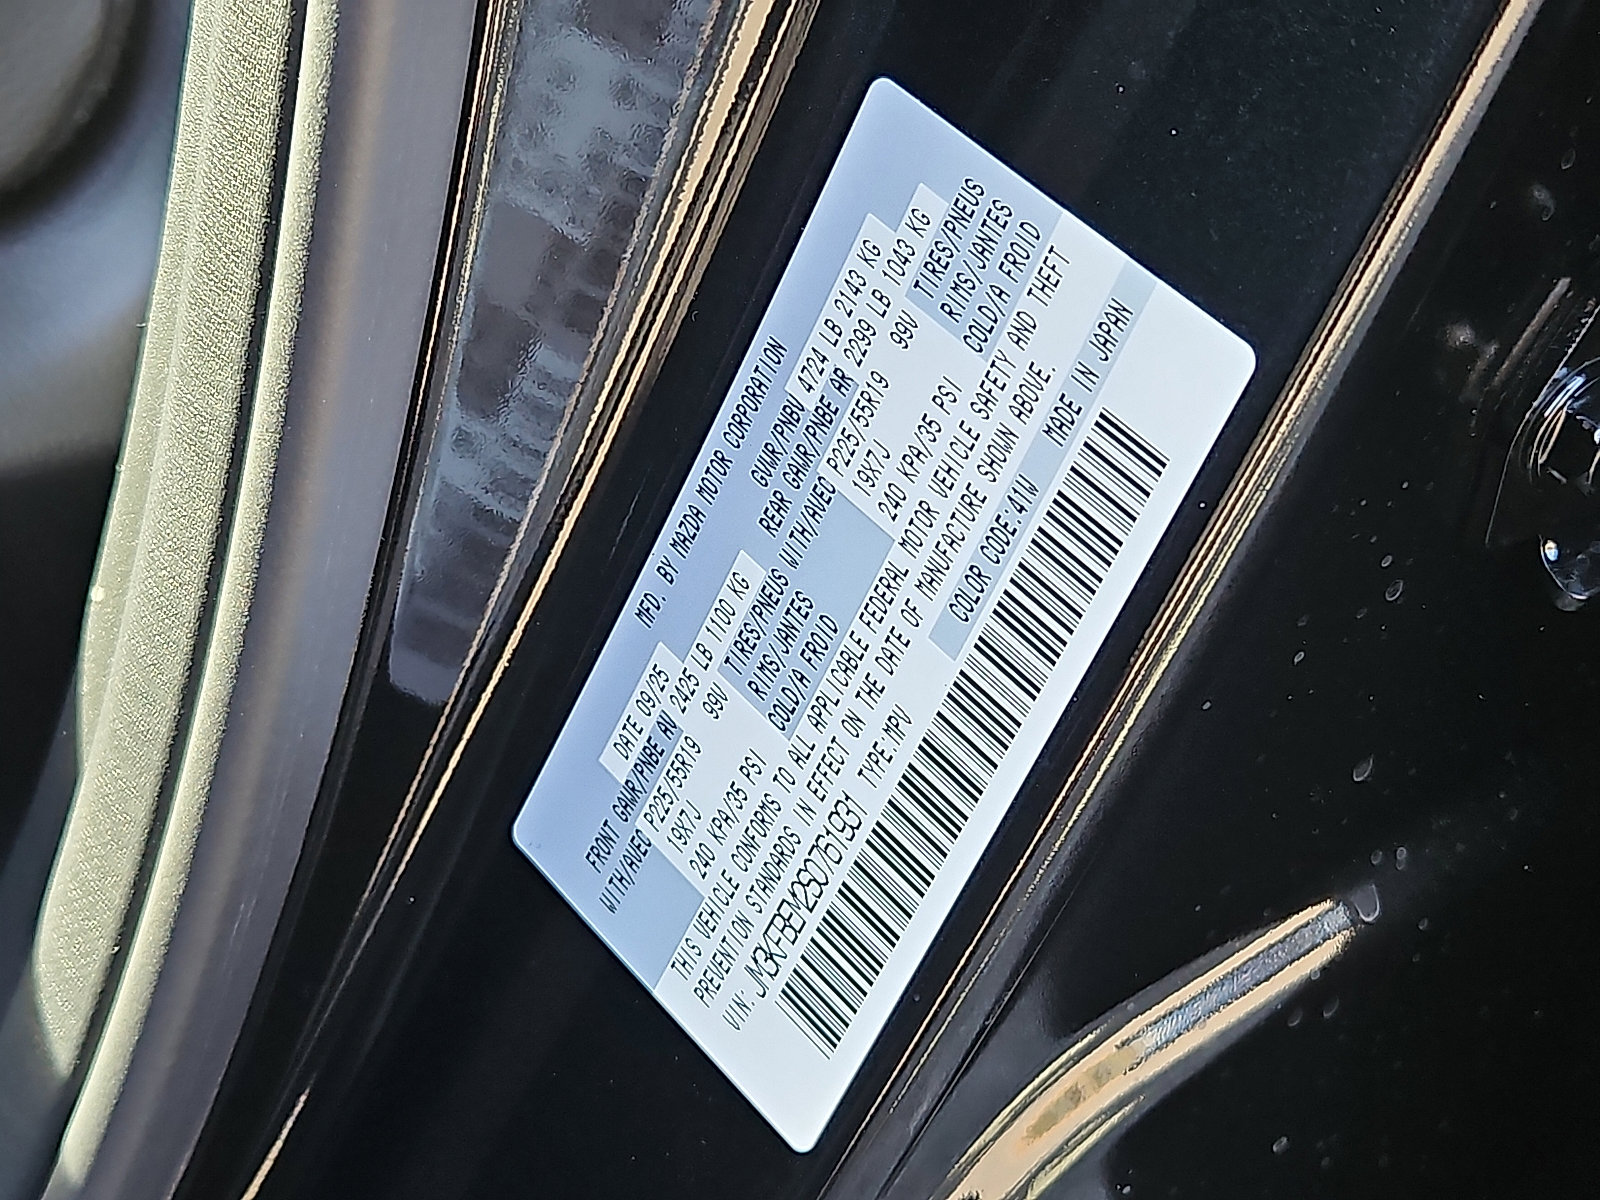 MFD. BY MAZDA MOTOR CORPORATION
DATE 09/25 GVWR/PNBV 4724 LB 2143 KG
FRONT GAWR/PNBE AV 2425 LB 1100 KG REAR GAWR/PNBE AR 2299 LB 1043 KG
WITH/AVEC P225/55R19 99V TIRES/PNEUS WITH/AVEC P225/55R19 99V TIRES/PNEUS
19X7J RIMS/JANTES 19X7J RIMS/JANTES
240 KPA/35 PSI COLD/A FROID 240 KPA/35 PSI COLD/A FROID
THIS VEHICLE CONFORMS TO ALL APPLICABLE FEDERAL MOTOR VEHICLE SAFETY AND THEFT
PREVENTION STANDARDS IN EFFECT ON THE DATE OF MANUFACTURE SHOWN ABOVE.
VIN: JM3KFBEM2S0761931 TYPE:MPV COLOR CODE:41W MADE IN JAPAN